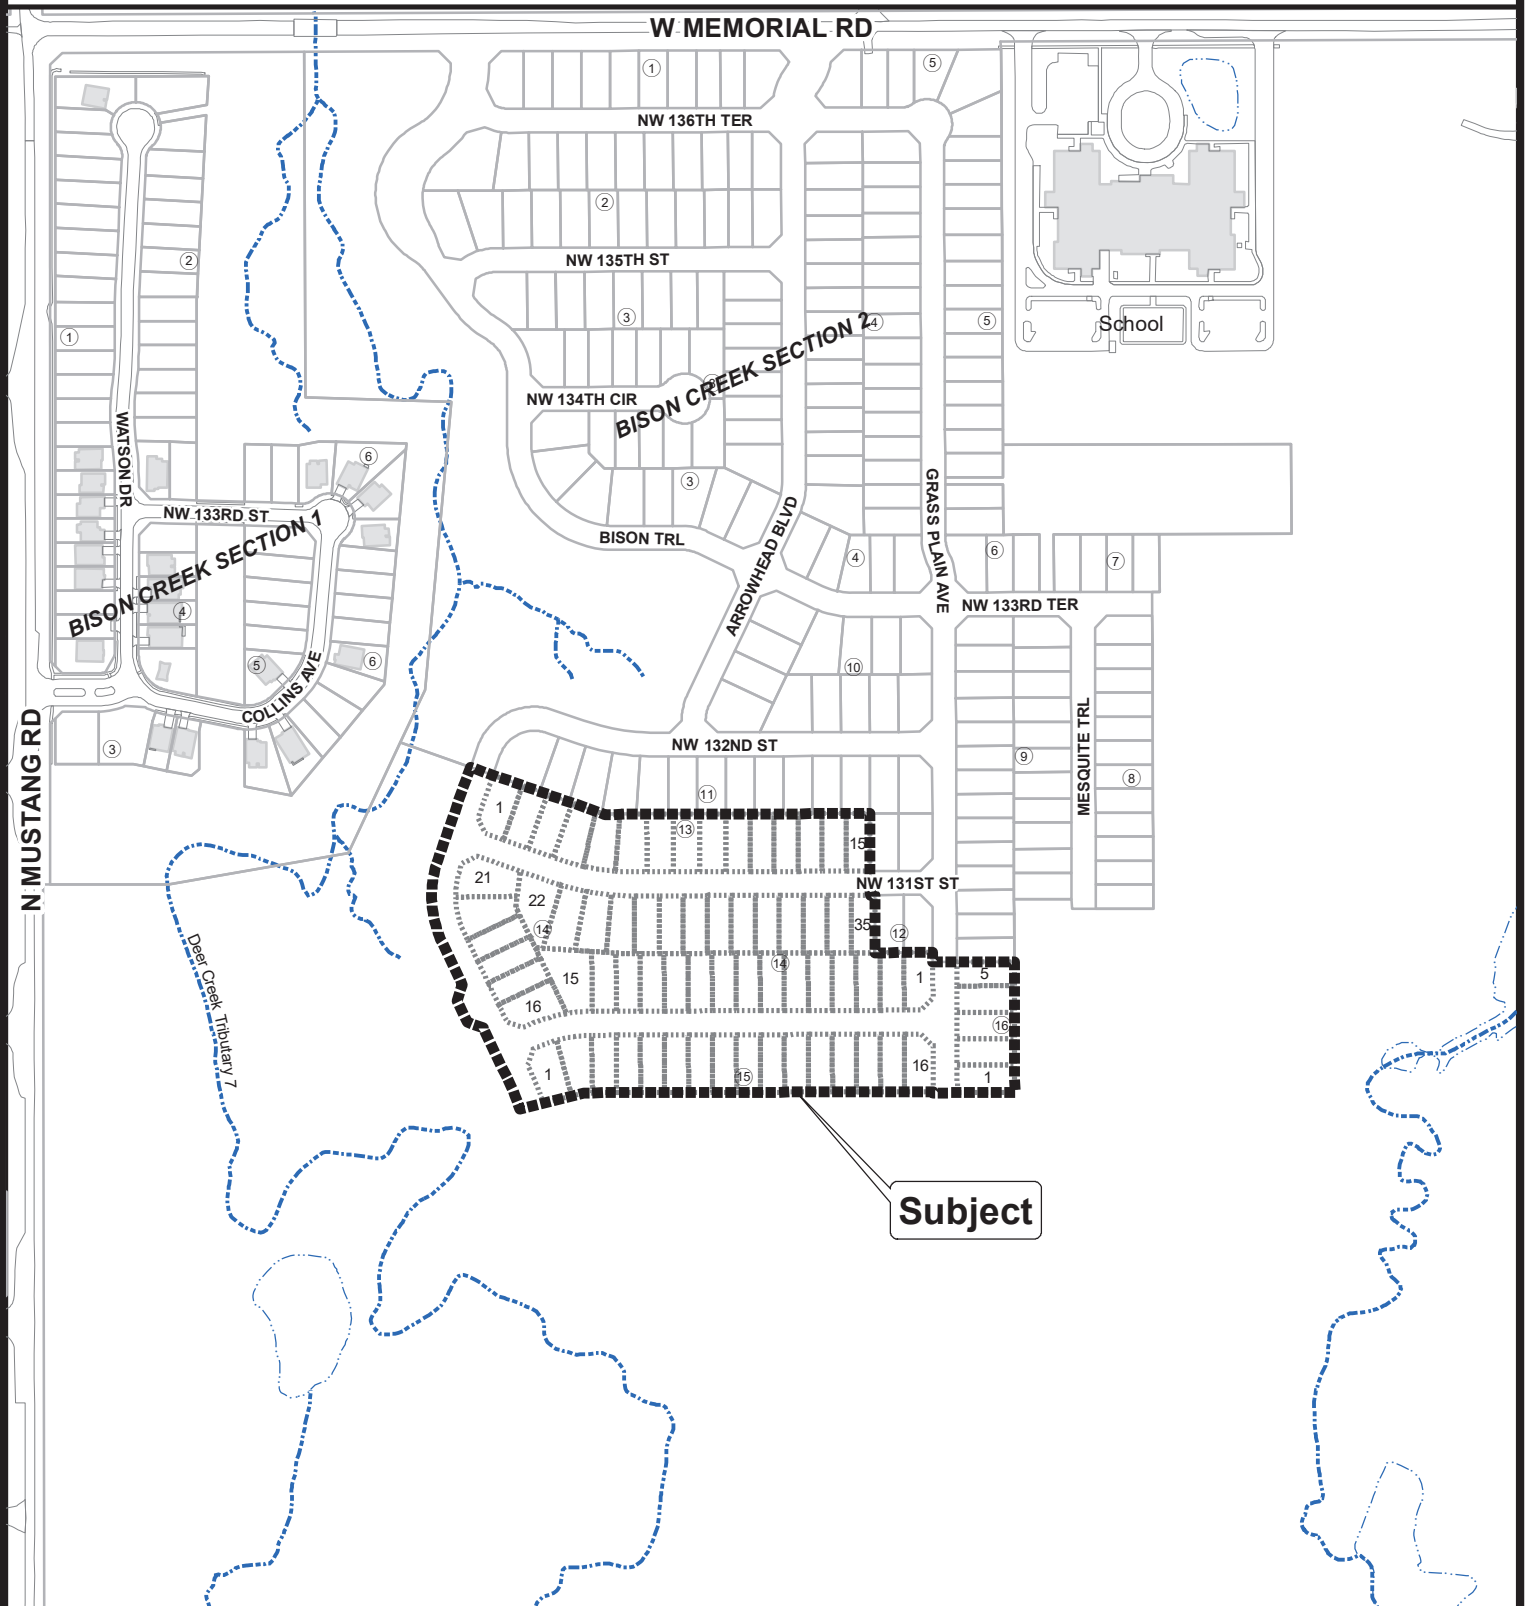 W MEMORIAL RD
1
5
NW 136TH TER
2
2
NW 135TH ST
3
4
5
School
1
BISON CREEK SECTION 2
3
NW 134TH CIR
WATSON DR
6
3
GRASS PLAIN AVE
NW 133RD ST
BISON CREEK SECTION 1
ARROWHEAD BLVD
BISON TRL
4
6
7
4
NW 133RD TER
5
6
10
COLLINS AVE
N MUSTANG RD
3
NW 132ND ST
MESQUITE TRL
9
8
11
1
13
15
21
NW 131ST ST
22
14
35
12
Deer Creek Tributary 7
14
15
1
5
16
16
1
15
16
1
Subject